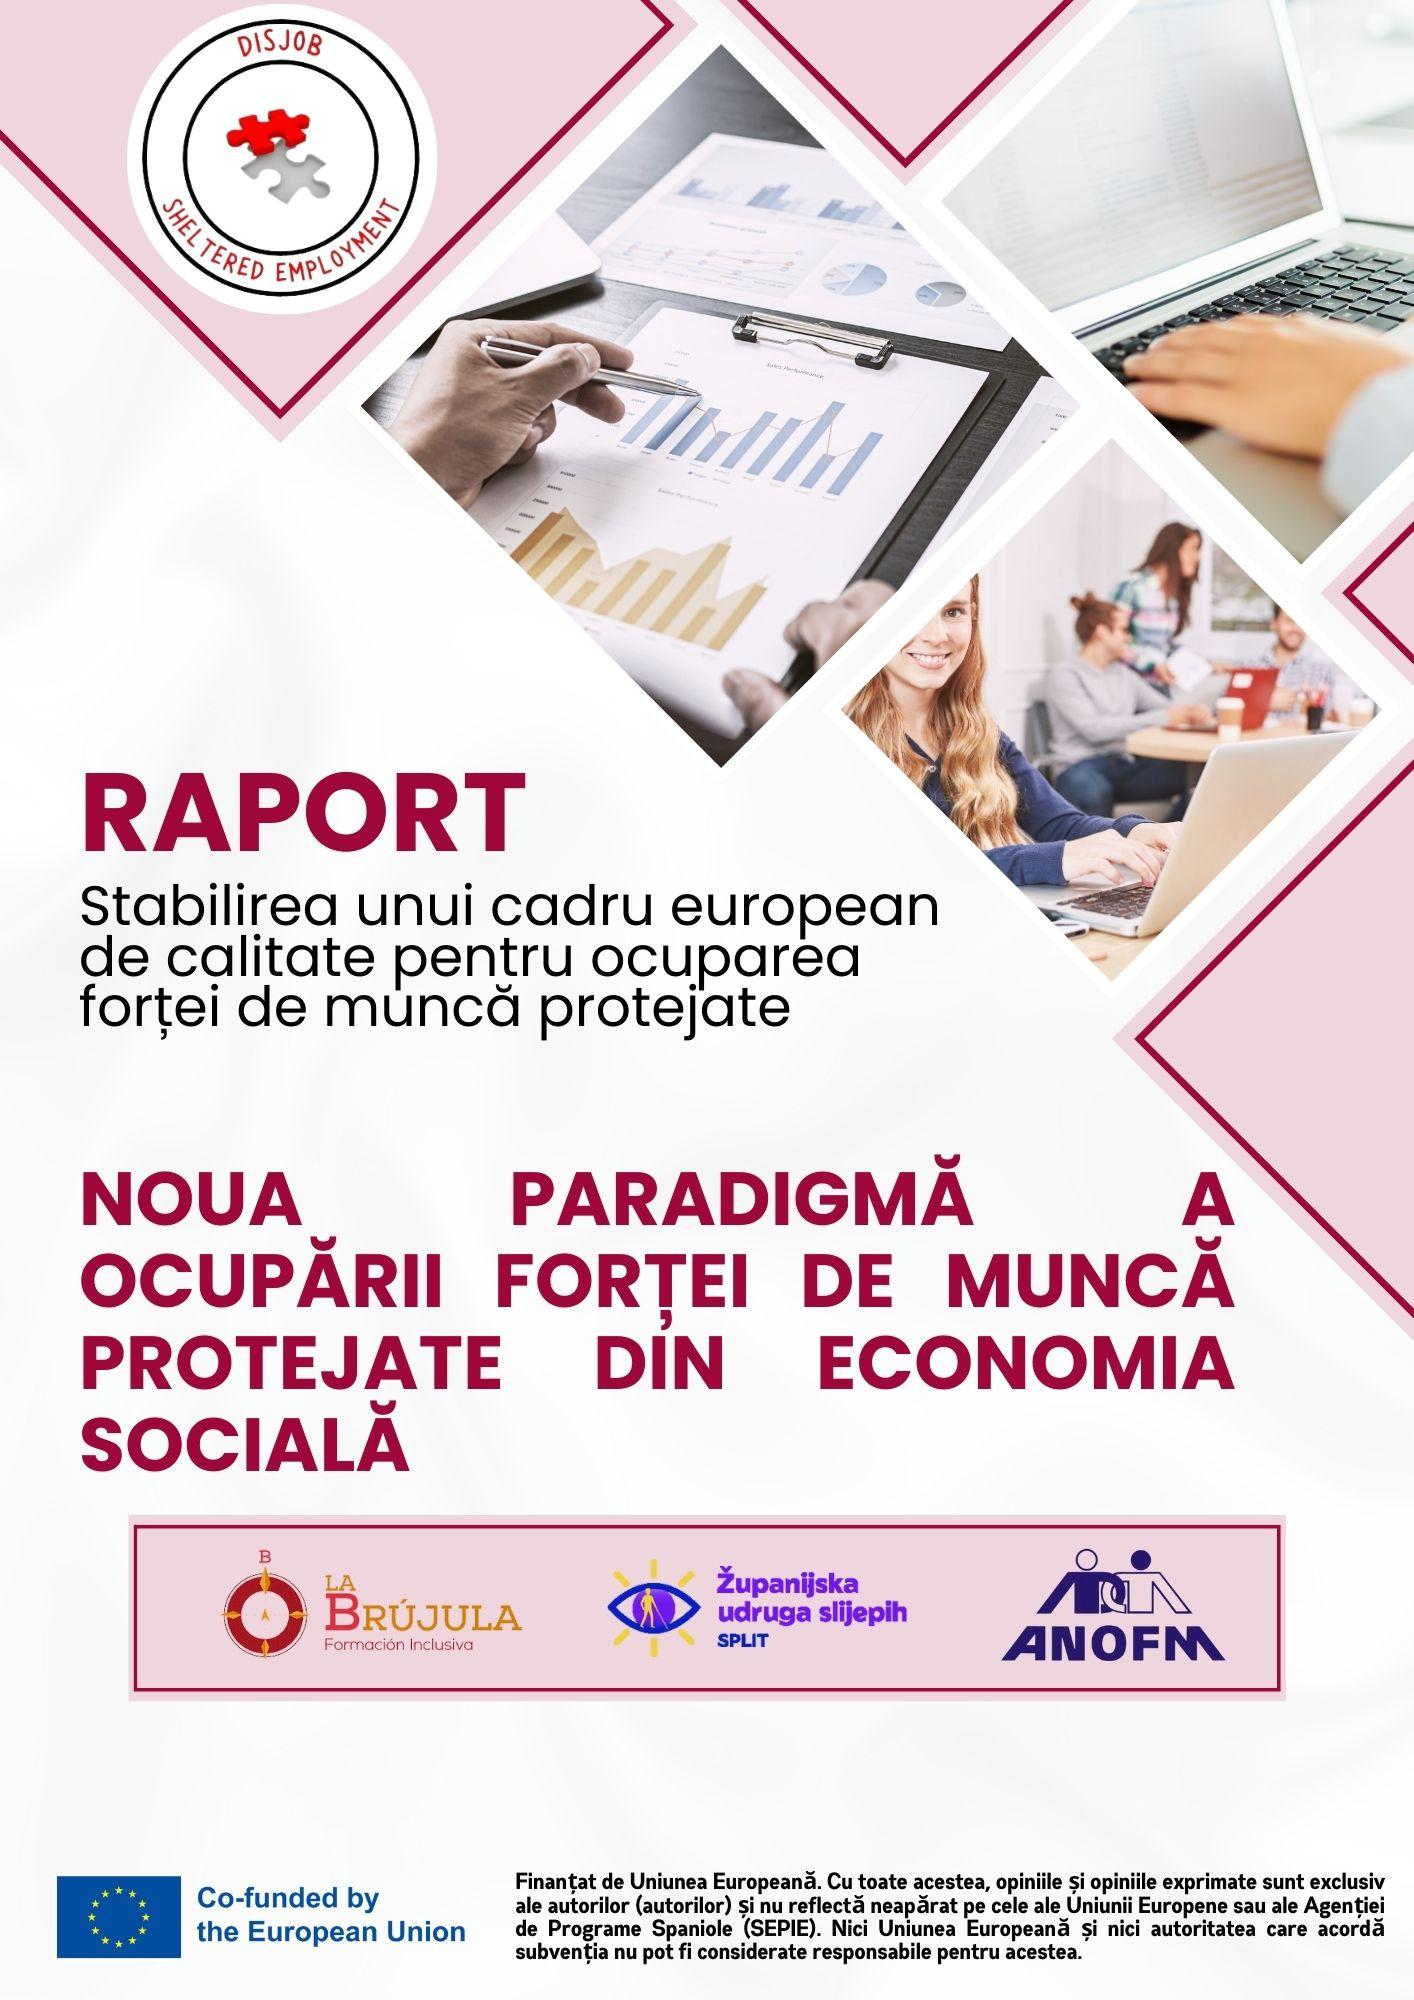 DISJOB
SHELTERED EMPLOYMENT
Sales Performance
Sales Performance
RAPORT
Stabilirea unui cadru european
de calitate pentru ocuparea
forței de muncă protejate
NOUA PARADIGMĂ A
OCUPĂRII FORȚEI DE MUNCĂ
PROTEJATE DIN ECONOMIA
SOCIALĂ
B
LA
BRÚJULA
Formación Inclusiva
Županijska
udruga slijepih
SPLIT
ANOFM
Co-funded by
the European Union
Finanțat de Uniunea Europeană. Cu toate acestea, opiniile și opiniile exprimate sunt exclusiv
ale autorilor (autorilor) și nu reflectă neapărat pe cele ale Uniunii Europene sau ale Agenției
de Programe Spaniole (SEPIE). Nici Uniunea Europeană și nici autoritatea care acordă
subvenția nu pot fi considerate responsabile pentru acestea.